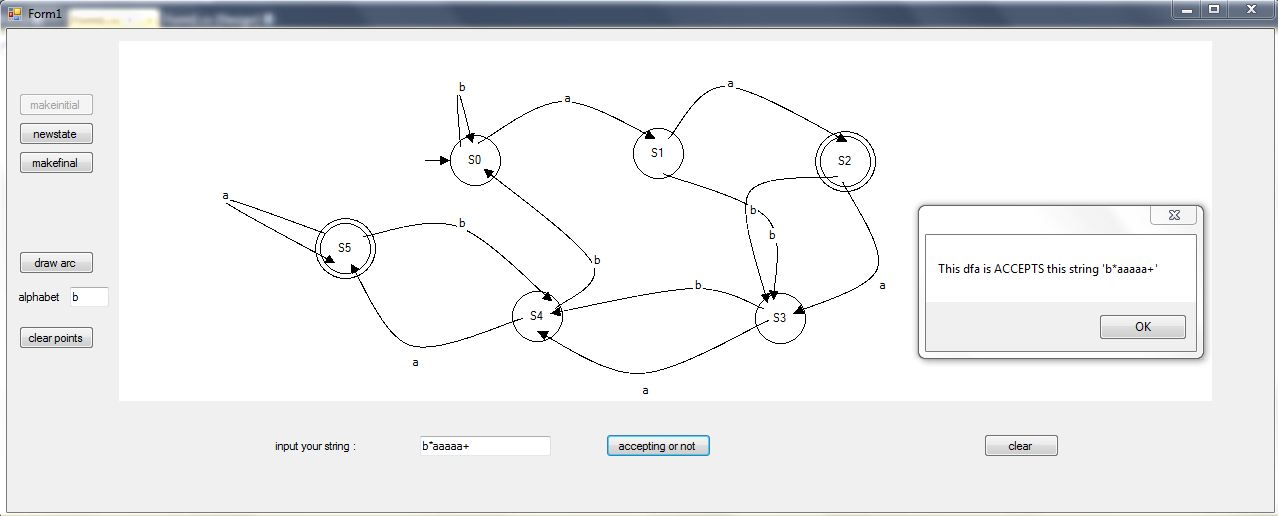 Form1
makeinitial
newstate
makefinal
draw arc
alphabet b
clear points
b
a
a
S0
S1
S2
a
b
b
b
S5
b
a
b
S4
S3
a
a
This dfa is ACCEPTS this string 'b*aaaaa+'
OK
input your string :
b*aaaaa+
accepting or not
clear